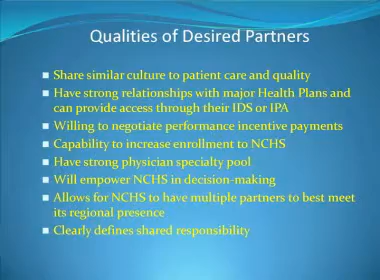 Qualities of Desired Partners
Share similar culture to patient care and quality
Have strong relationships with major Health Plans and
can provide access through their IDS or IPA
Willing to negotiate performance incentive payments
Capability to increase enrollment to NCHS
Have strong physician specialty pool
Will empower NCHS in decision-making
Allows for NCHS to have multiple partners to best meet
its regional presence
Clearly defines shared responsibility